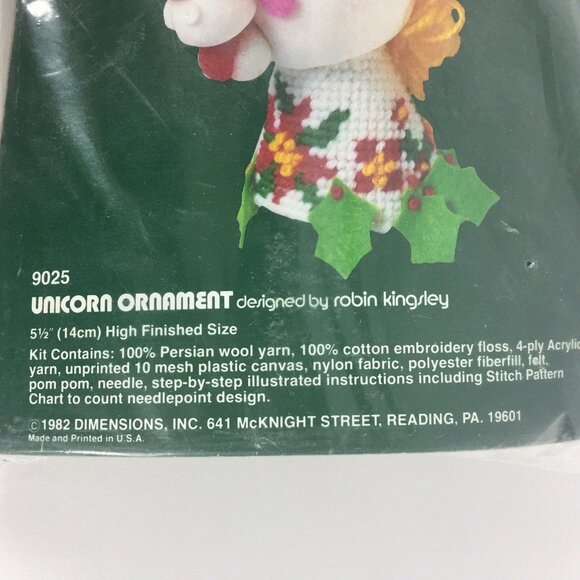 9025
UNICORN ORNAMENT designed by robin kingsley
5½" (14cm) High Finished Size
Kit Contains: 100% Persian wool yarn, 100% cotton embroidery floss, 4-ply Acrylic
yarn, unprinted 10 mesh plastic canvas, nylon fabric, polyester fiberfill, felt,
pom pom, needle, step-by-step illustrated instructions including Stitch Pattern
Chart to count needlepoint design.
© 1982 DIMENSIONS, INC. 641 McKNIGHT STREET, READING, PA. 19601
Made and Printed in U.S.A.